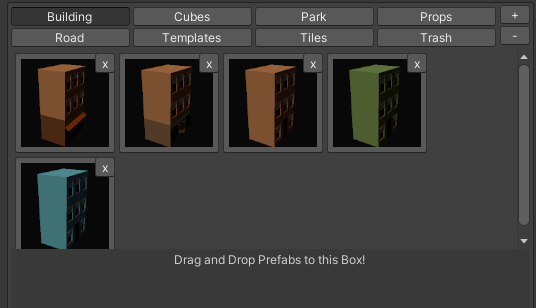 Building Cubes Park Props +
Road Templates Tiles Trash -
x x x x
x
Drag and Drop Prefabs to this Box!